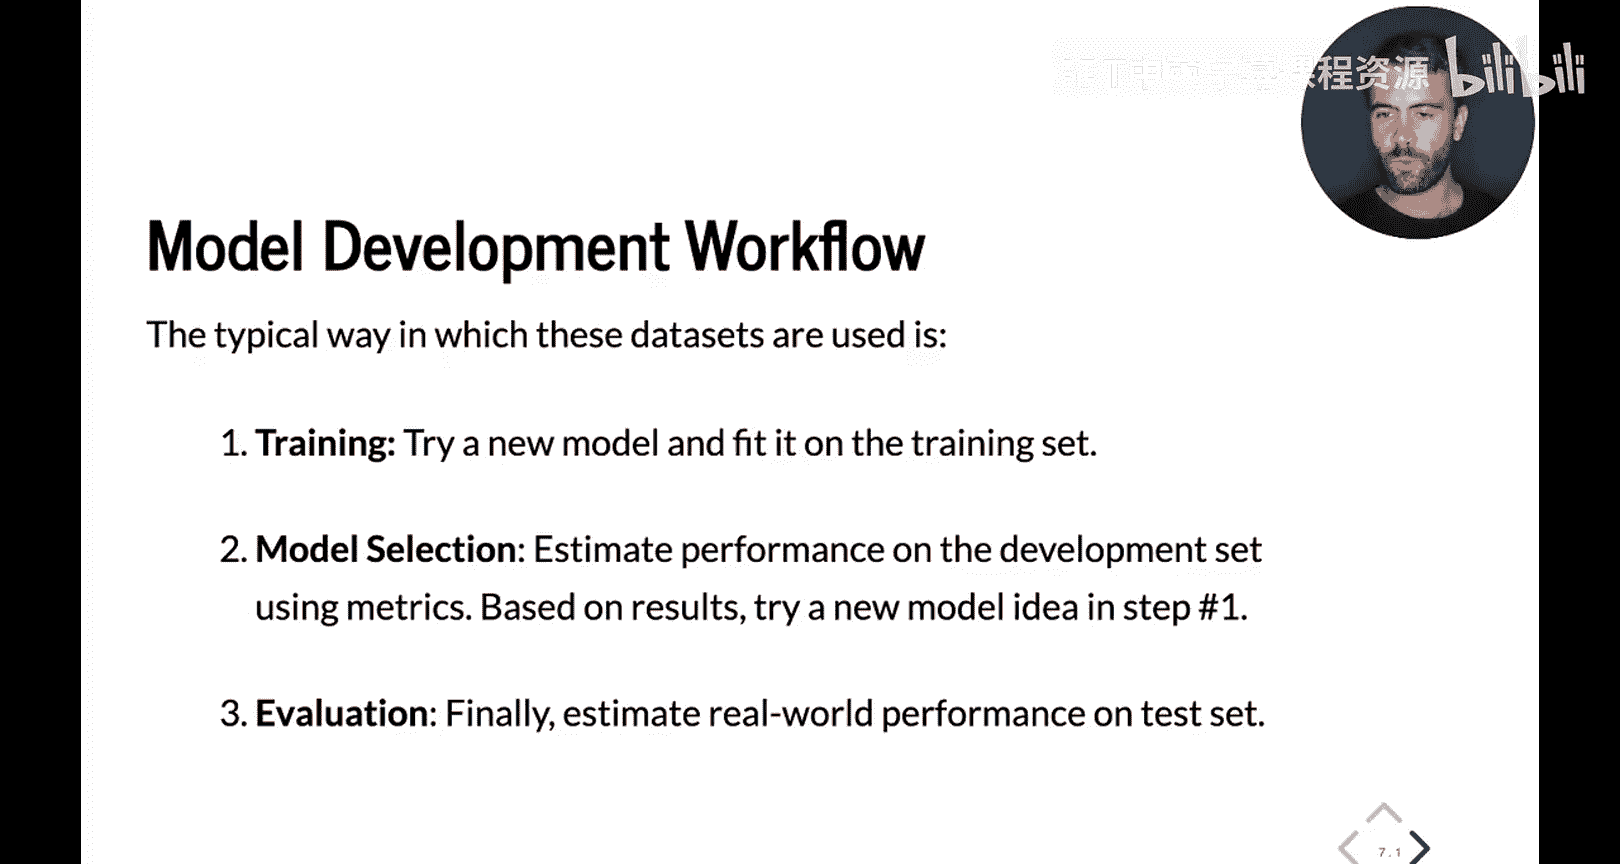 程资源 bilibili
Model Development Workflow
The typical way in which these datasets are used is:
1. Training: Try a new model and fit it on the training set.
2. Model Selection: Estimate performance on the development set
using metrics. Based on results, try a new model idea in step #1.
3. Evaluation: Finally, estimate real-world performance on test set.
7.1